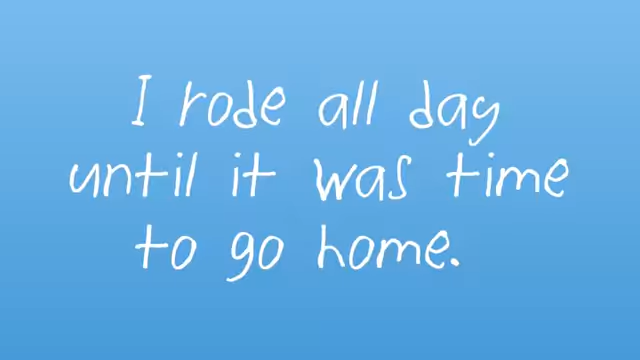 I rode all day
until it was time
to go home.